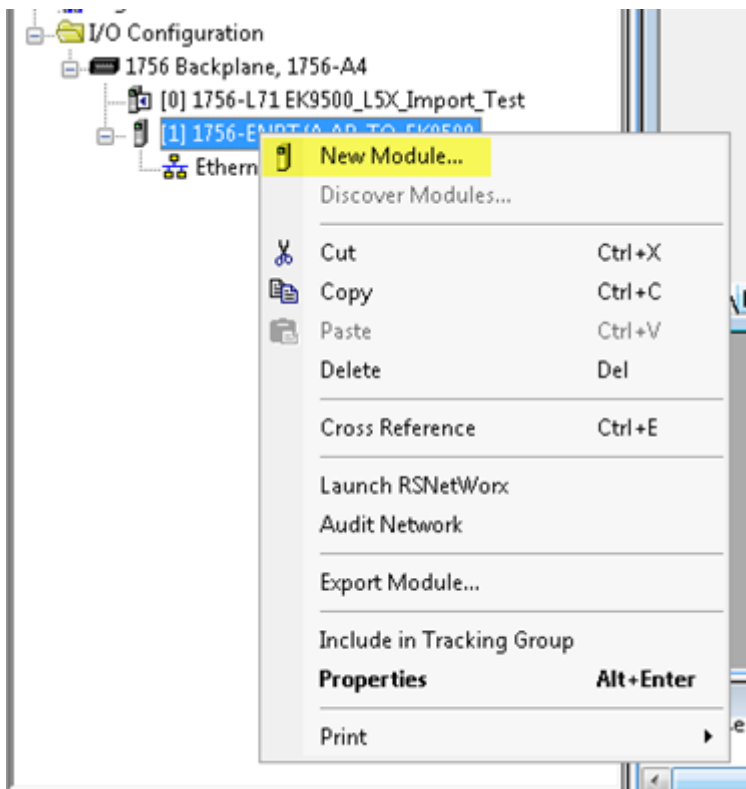 I/O Configuration
1756 Backplane, 1756-A4
[0] 1756-L71 EK9500_L5X_Import_Test
[1]
Ethern
New Module...
Discover Modules...
Cut Ctrl+X
Copy Ctrl+C
Paste Ctrl+V
Delete Del
Cross Reference Ctrl+E
Launch RSNetWorx
Audit Network
Export Module...
Include in Tracking Group
Properties Alt+Enter
Print